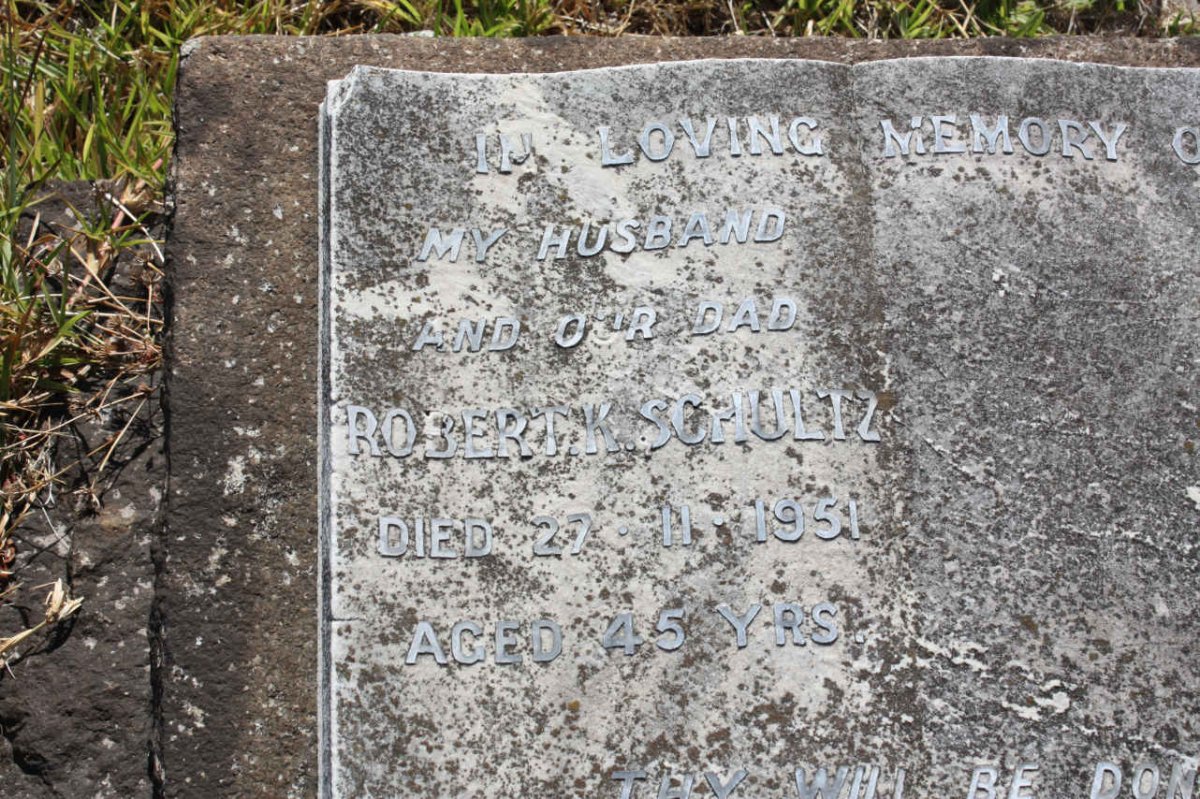 IN LOVING MEMORY O
MY HUSBAND
AND OUR DAD
ROBERT.K.SCHULTZ
DIED 27·11·1951
AGED 45 YRS.
THY WILL BE DON